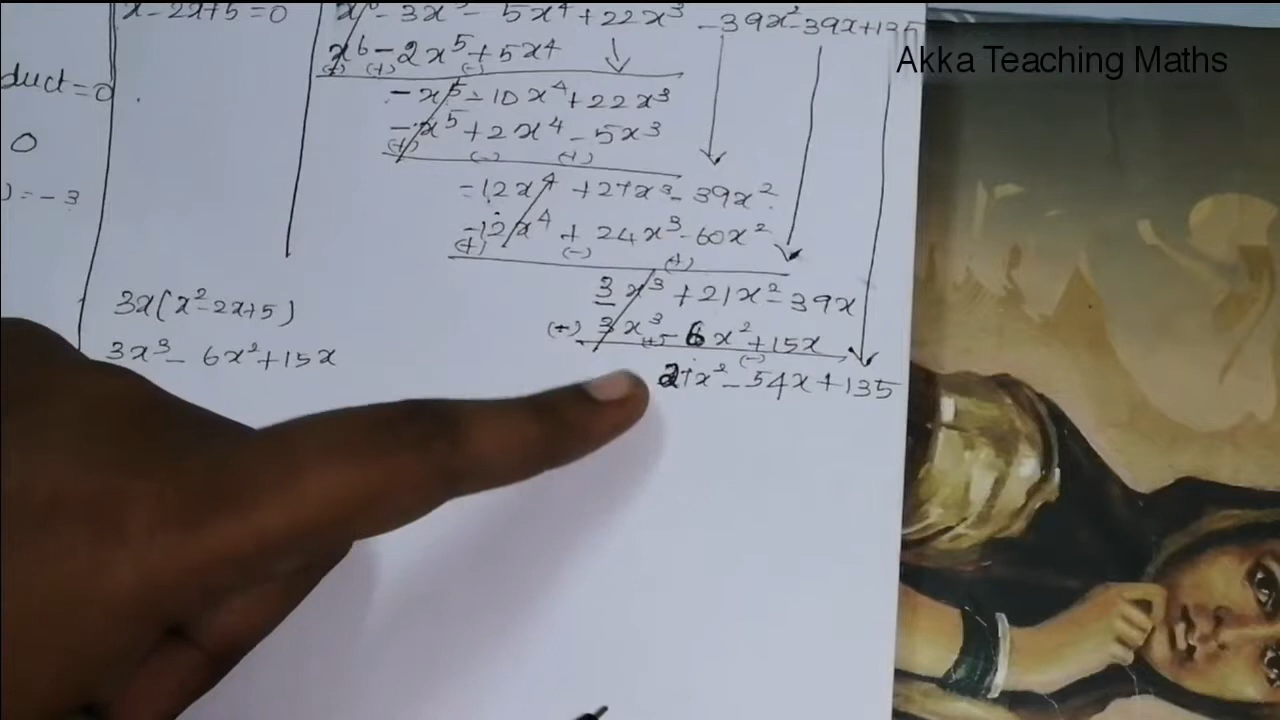 x² - 2x + 5 = 0
x⁶ - 3x⁵ - 5x⁴ + 22x³ - 39x² - 39x + 135
Akka Teaching Maths
x⁶ - 2x⁵ + 5x⁴
(+) (+) (-)
duct = 0
- x⁵ - 10x⁴ + 22x³
- x⁵ + 2x⁴ - 5x³
(+) (-) (+)
0
) = -3
- 12x⁴ + 27x³ - 39x²
- 12x⁴ + 24x³ - 60x²
(+) (-) (+)
3x³ + 21x² - 39x
3x³ - 6x² + 15x
(-) (+) (-)
27x² - 54x + 135
3x(x² - 2x + 5)
3x³ - 6x² + 15x